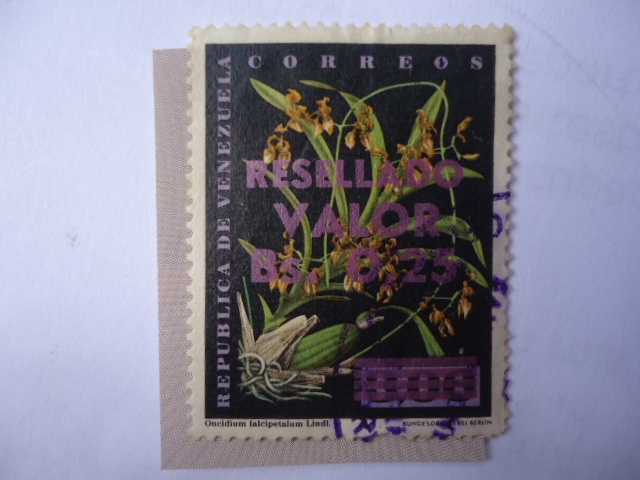 CORREOS
REPUBLICA DE VENEZUELA
RESELLADO
VALOR
Bs. 0,25
Oncidium falcipetalum Lindl.
BUNDESDRUCKEREI BERLIN